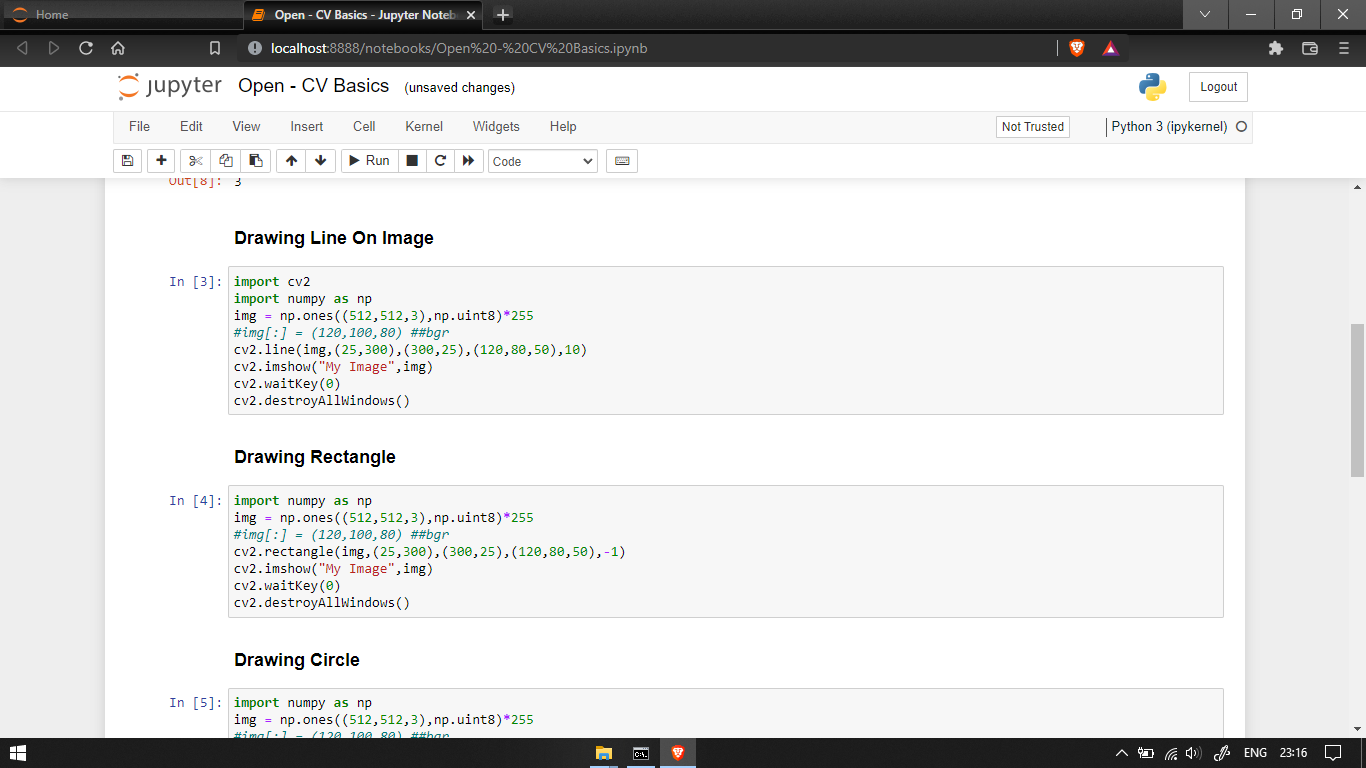 Home
Open - CV Basics - Jupyter Noteb
localhost:8888/notebooks/Open%20-%20CV%20Basics.ipynb
jupyter Open - CV Basics (unsaved changes)
Logout
File Edit View Insert Cell Kernel Widgets Help
Not Trusted
Python 3 (ipykernel)
Run
Code
Out[8]: 3
Drawing Line On Image
In [3]: import cv2
import numpy as np
img = np.ones((512,512,3),np.uint8)*255
#img[:] = (120,100,80) ##bgr
cv2.line(img,(25,300),(300,25),(120,80,50),10)
cv2.imshow("My Image",img)
cv2.waitKey(0)
cv2.destroyAllWindows()
Drawing Rectangle
In [4]: import numpy as np
img = np.ones((512,512,3),np.uint8)*255
#img[:] = (120,100,80) ##bgr
cv2.rectangle(img,(25,300),(300,25),(120,80,50),-1)
cv2.imshow("My Image",img)
cv2.waitKey(0)
cv2.destroyAllWindows()
Drawing Circle
In [5]: import numpy as np
img = np.ones((512,512,3),np.uint8)*255
#img[:] = (120,100,80) ##bgr
C:\.
ENG 23:16